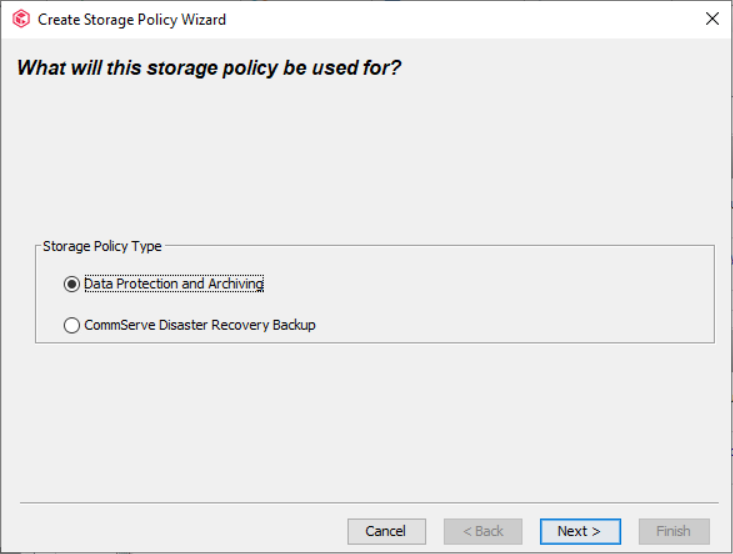 Create Storage Policy Wizard
What will this storage policy be used for?
Storage Policy Type
Data Protection and Archiving
CommServe Disaster Recovery Backup
Cancel
< Back
Next >
Finish